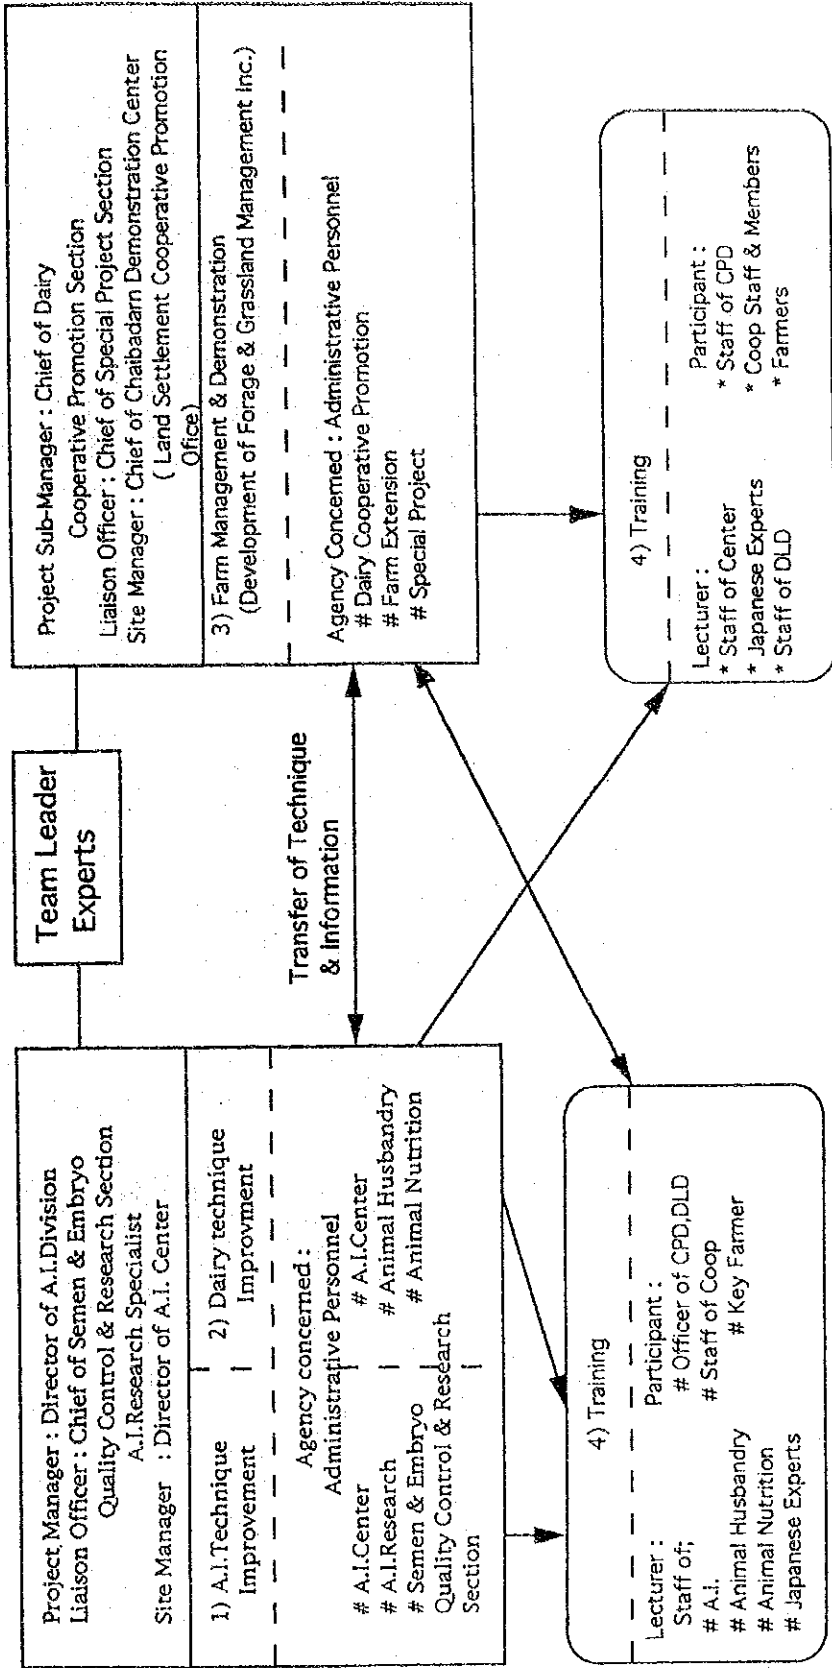 Project Manager : Director of A.I.Division
Liaison Officer : Chief of Semen & Embryo
Quality Control & Research Section
A.I.Research Specialist
Site Manager : Director of A.I. Center
1) A.I.Technique
Improvement
2) Dairy technique
Improvment
Agency concerned :
Administrative Personnel
# A.I.Center
# A.I.Research
# Semen & Embryo
Quality Control & Research
Section
# A.I.Center
# Animal Husbandry
# Animal Nutrition
Team Leader
Experts
Transfer of Technique
& Information
Project Sub-Manager : Chief of Dairy
Cooperative Promotion Section
Liaison Officer : Chief of Special Project Section
Site Manager : Chief of Chaibadarn Demonstration Center
( Land Settlement Cooperative Promotion
Ofice)
3) Farm Management & Demonstration
(Development of Forage & Grassland Management Inc.)
Agency Concerned : Administrative Personnel
# Dairy Cooperative Promotion
# Farm Extension
# Special Project
4) Training
Lecturer :
Staff of;
# A.I.
# Animal Husbandry
# Animal Nutrition
# Japanese Experts
Participant :
# Officer of CPD,DLD
# Staff of Coop
# Key Farmer
4) Training
Lecturer :
* Staff of Center
* Japanese Experts
* Staff of DLD
Participant :
* Staff of CPD
* Coop Staff & Members
* Farmers